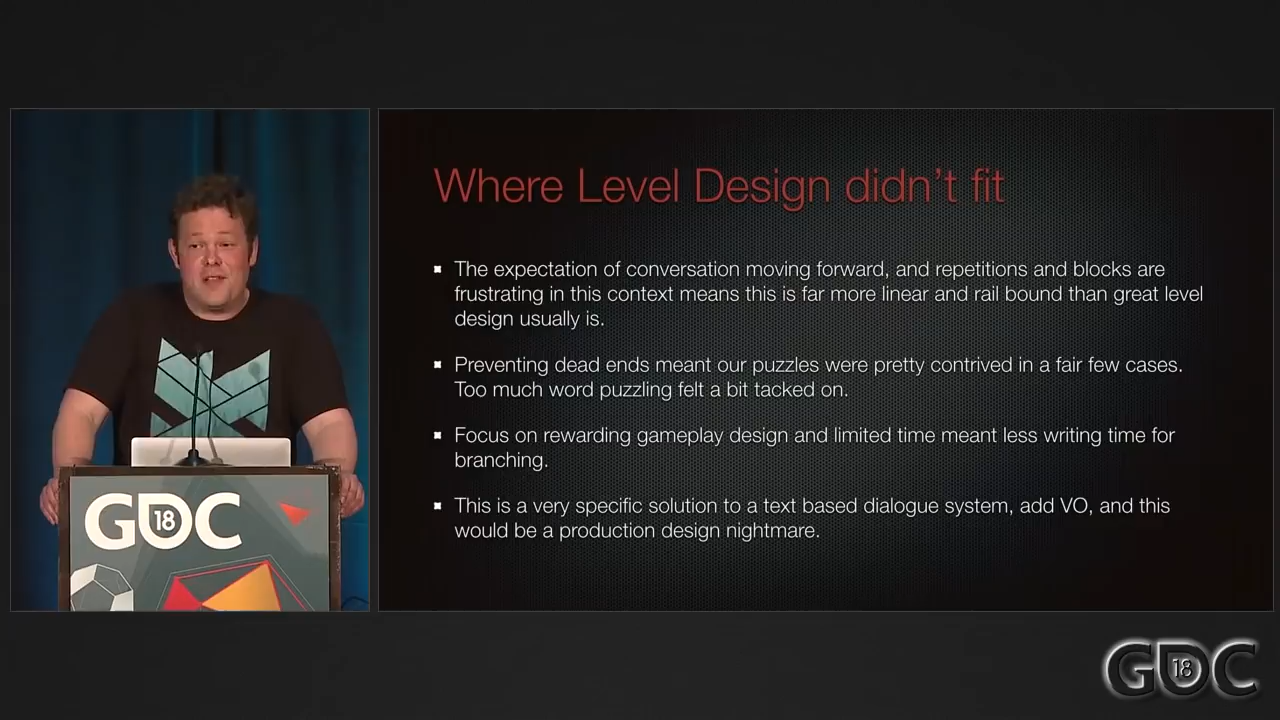 Where Level Design didn't fit
The expectation of conversation moving forward, and repetitions and blocks are
frustrating in this context means this is far more linear and rail bound than great level
design usually is.
Preventing dead ends meant our puzzles were pretty contrived in a fair few cases.
Too much word puzzling felt a bit tacked on.
Focus on rewarding gameplay design and limited time meant less writing time for
branching.
This is a very specific solution to a text based dialogue system, add VO, and this
would be a production design nightmare.
GDC
18
GDC
18